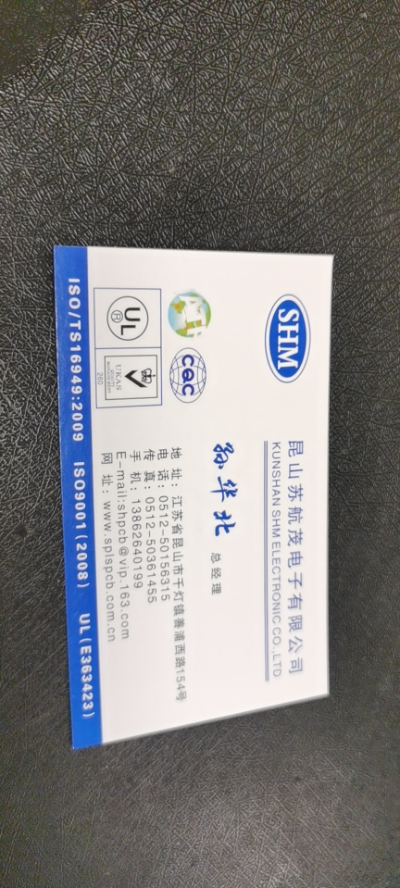 SHM
昆山苏航茂电子有限公司
KUNSHAN SHM ELECTRONIC CO.,LTD
孙华北 总经理
CQC
UL
UKAS
260
地 址：江苏省昆山市千灯镇善浦西路154号
电 话：0512-50156315
传 真：0512-50361455
手 机：13862640199
E-mail:shpcb@vip.163.com
网 址：www.splspcb.com.cn
ISO/TS16949:2009 ISO9001(2008) UL(E363423)